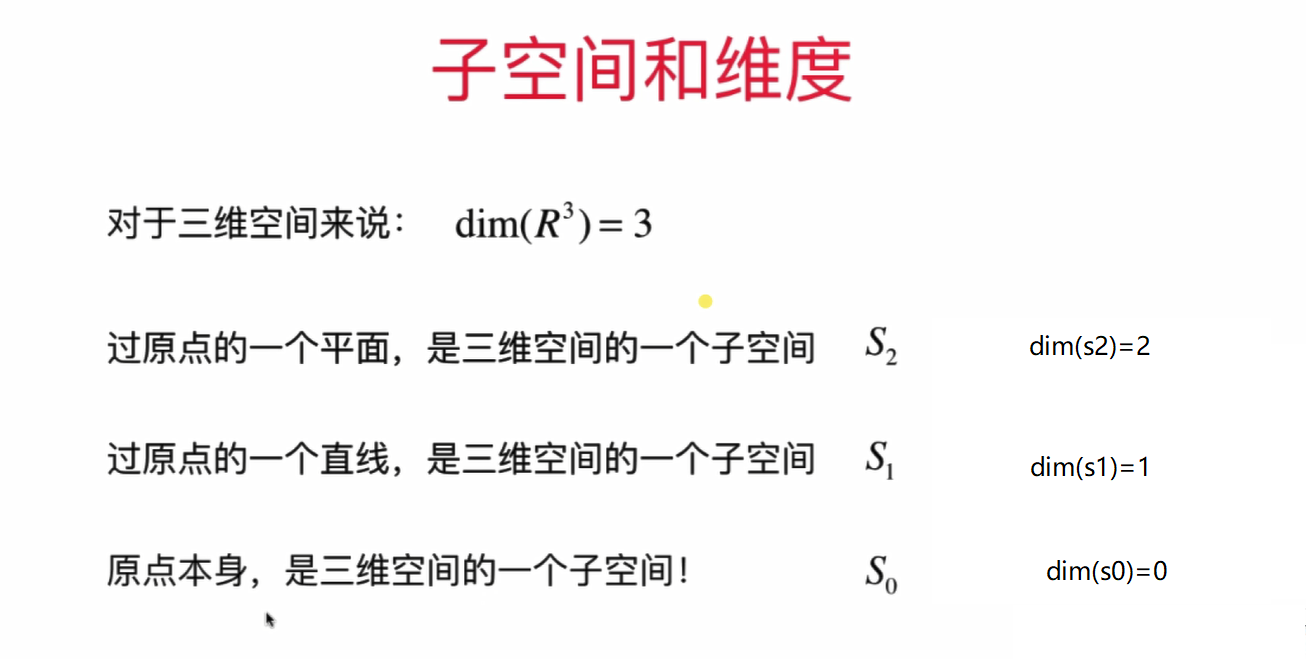 子空间和维度
对于三维空间来说： dim(R³) = 3
过原点的一个平面，是三维空间的一个子空间 S₂ dim(s2)=2
过原点的一个直线，是三维空间的一个子空间 S₁ dim(s1)=1
原点本身，是三维空间的一个子空间！ S₀ dim(s0)=0